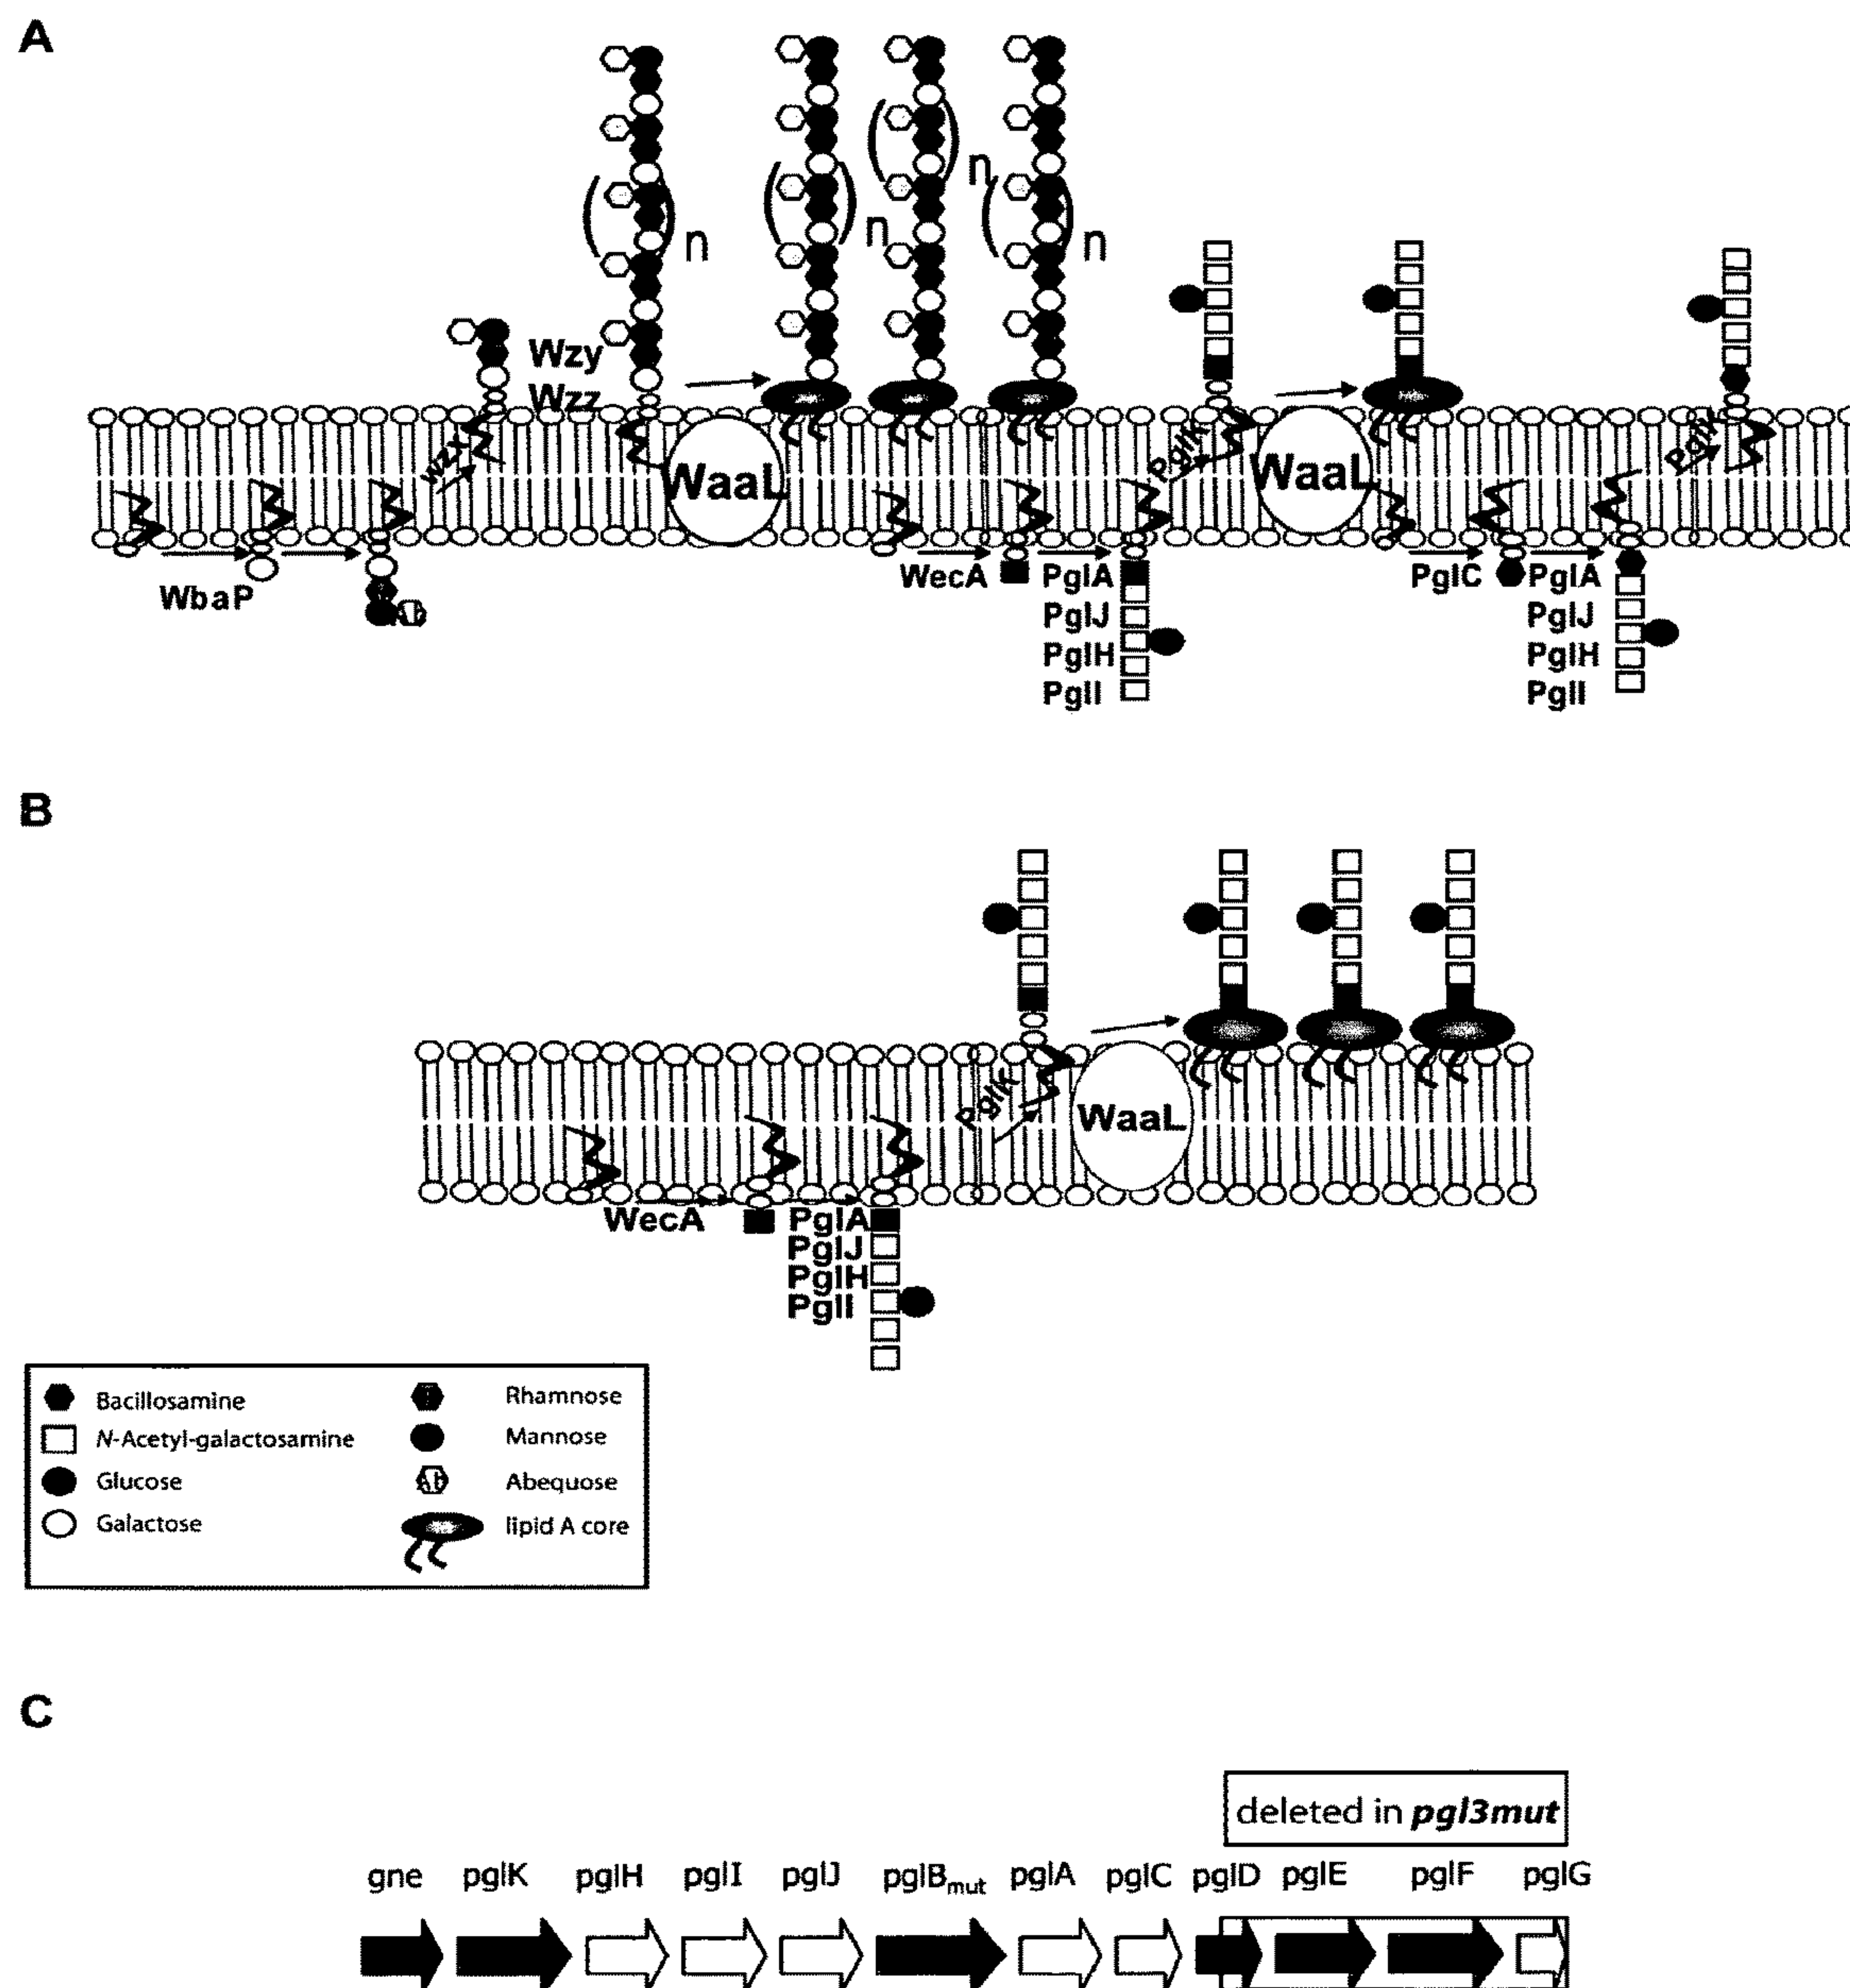 A
n
n
n
n
Wzy
Wzz
wzx
WaaL
PglK
WaaL
PglK
WbaP
Ab
WecA
PglA
PglJ
PglH
PglI
PglC
PglA
PglJ
PglH
PglI
B
PglK
WaaL
WecA
PglA
PglJ
PglH
PglI
Bacillosamine
Rhamnose
N-Acetyl-galactosamine
Mannose
Glucose
Ab
Abequose
Galactose
lipid A core
C
deleted in pgl3mut
gne pglK pglH pglI pglJ pglBmut pglA pglC pglD pglE pglF pglG